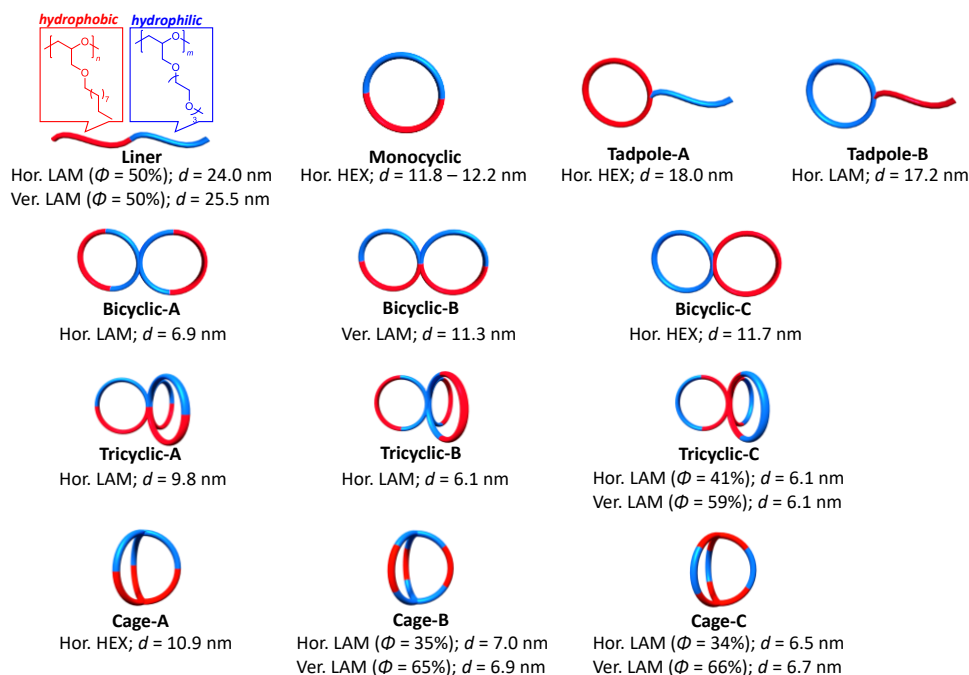 hydrophobic hydrophilic
O n O m
O O
7 O 3
Liner Monocyclic Tadpole-A Tadpole-B
Hor. LAM (Φ = 50%); d = 24.0 nm Hor. HEX; d = 11.8 – 12.2 nm Hor. HEX; d = 18.0 nm Hor. LAM; d = 17.2 nm
Ver. LAM (Φ = 50%); d = 25.5 nm
Bicyclic-A Bicyclic-B Bicyclic-C
Hor. LAM; d = 6.9 nm Ver. LAM; d = 11.3 nm Hor. HEX; d = 11.7 nm
Tricyclic-A Tricyclic-B Tricyclic-C
Hor. LAM; d = 9.8 nm Hor. LAM; d = 6.1 nm Hor. LAM (Φ = 41%); d = 6.1 nm
Ver. LAM (Φ = 59%); d = 6.1 nm
Cage-A Cage-B Cage-C
Hor. HEX; d = 10.9 nm Hor. LAM (Φ = 35%); d = 7.0 nm Hor. LAM (Φ = 34%); d = 6.5 nm
Ver. LAM (Φ = 65%); d = 6.9 nm Ver. LAM (Φ = 66%); d = 6.7 nm